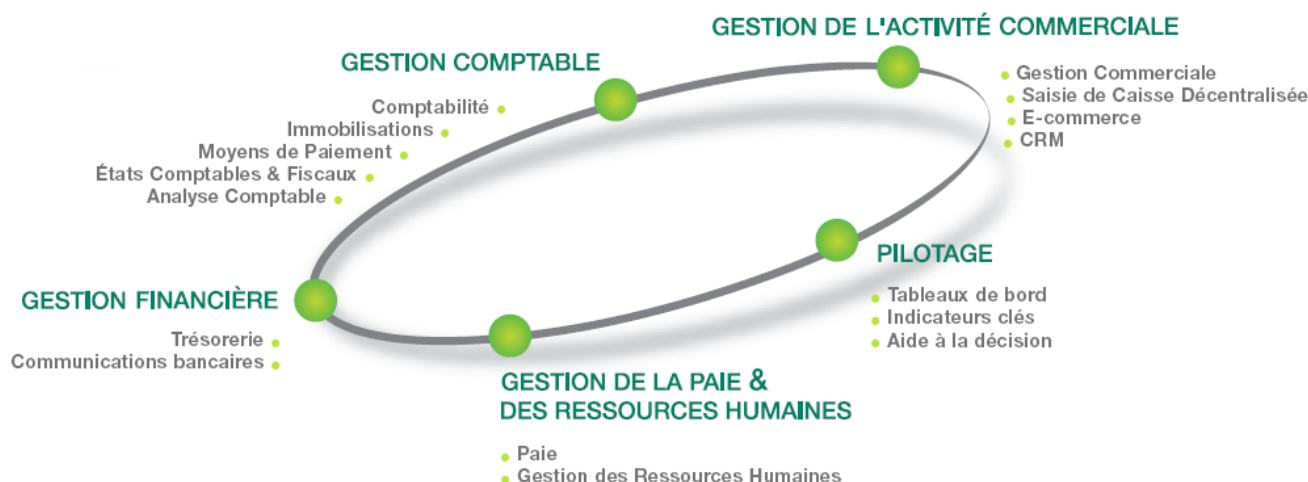 GESTION DE L'ACTIVITÉ COMMERCIALE
Gestion Commerciale
Saisie de Caisse Décentralisée
E-commerce
CRM
GESTION COMPTABLE
Comptabilité
Immobilisations
Moyens de Paiement
États Comptables & Fiscaux
Analyse Comptable
GESTION FINANCIÈRE
Trésorerie
Communications bancaires
PILOTAGE
Tableaux de bord
Indicateurs clés
Aide à la décision
GESTION DE LA PAIE &
DES RESSOURCES HUMAINES
Paie
Gestion des Ressources Humaines